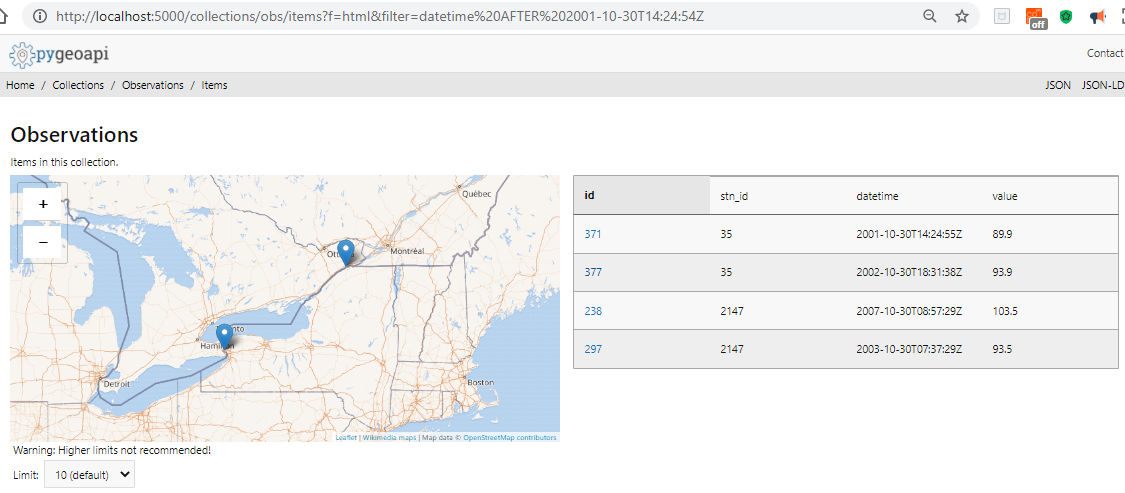 http://localhost:5000/collections/obs/items?f=html&filter=datetime%20AFTER%202001-10-30T14:24:54Z
off
pygeoapi
Contact
Home / Collections / Observations / Items
JSON JSON-LD
Observations
Items in this collection.
+
−
Québec
Montréal
Hamil
Detroit
Boston
Leaflet | Wikimedia maps | Map data © OpenStreetMap contributors
id stn_id datetime value
371 35 2001-10-30T14:24:55Z 89.9
377 35 2002-10-30T18:31:38Z 93.9
238 2147 2007-10-30T08:57:29Z 103.5
297 2147 2003-10-30T07:37:29Z 93.5
Warning: Higher limits not recommended!
Limit: 10 (default)